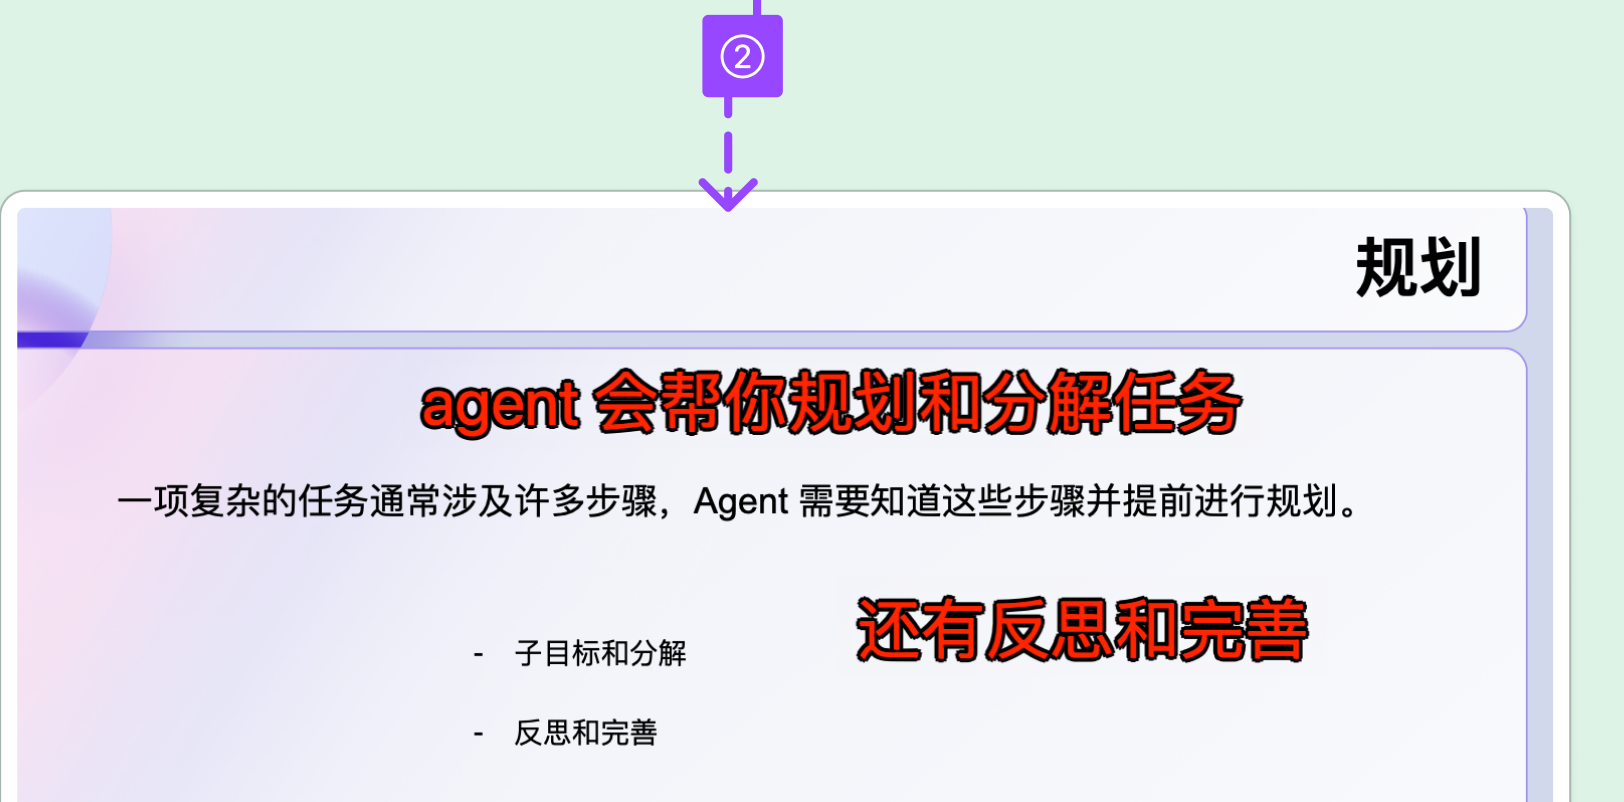 ②
规划
agent 会帮你规划和分解任务
一项复杂的任务通常涉及许多步骤，Agent 需要知道这些步骤并提前进行规划。
还有反思和完善
- 子目标和分解
- 反思和完善